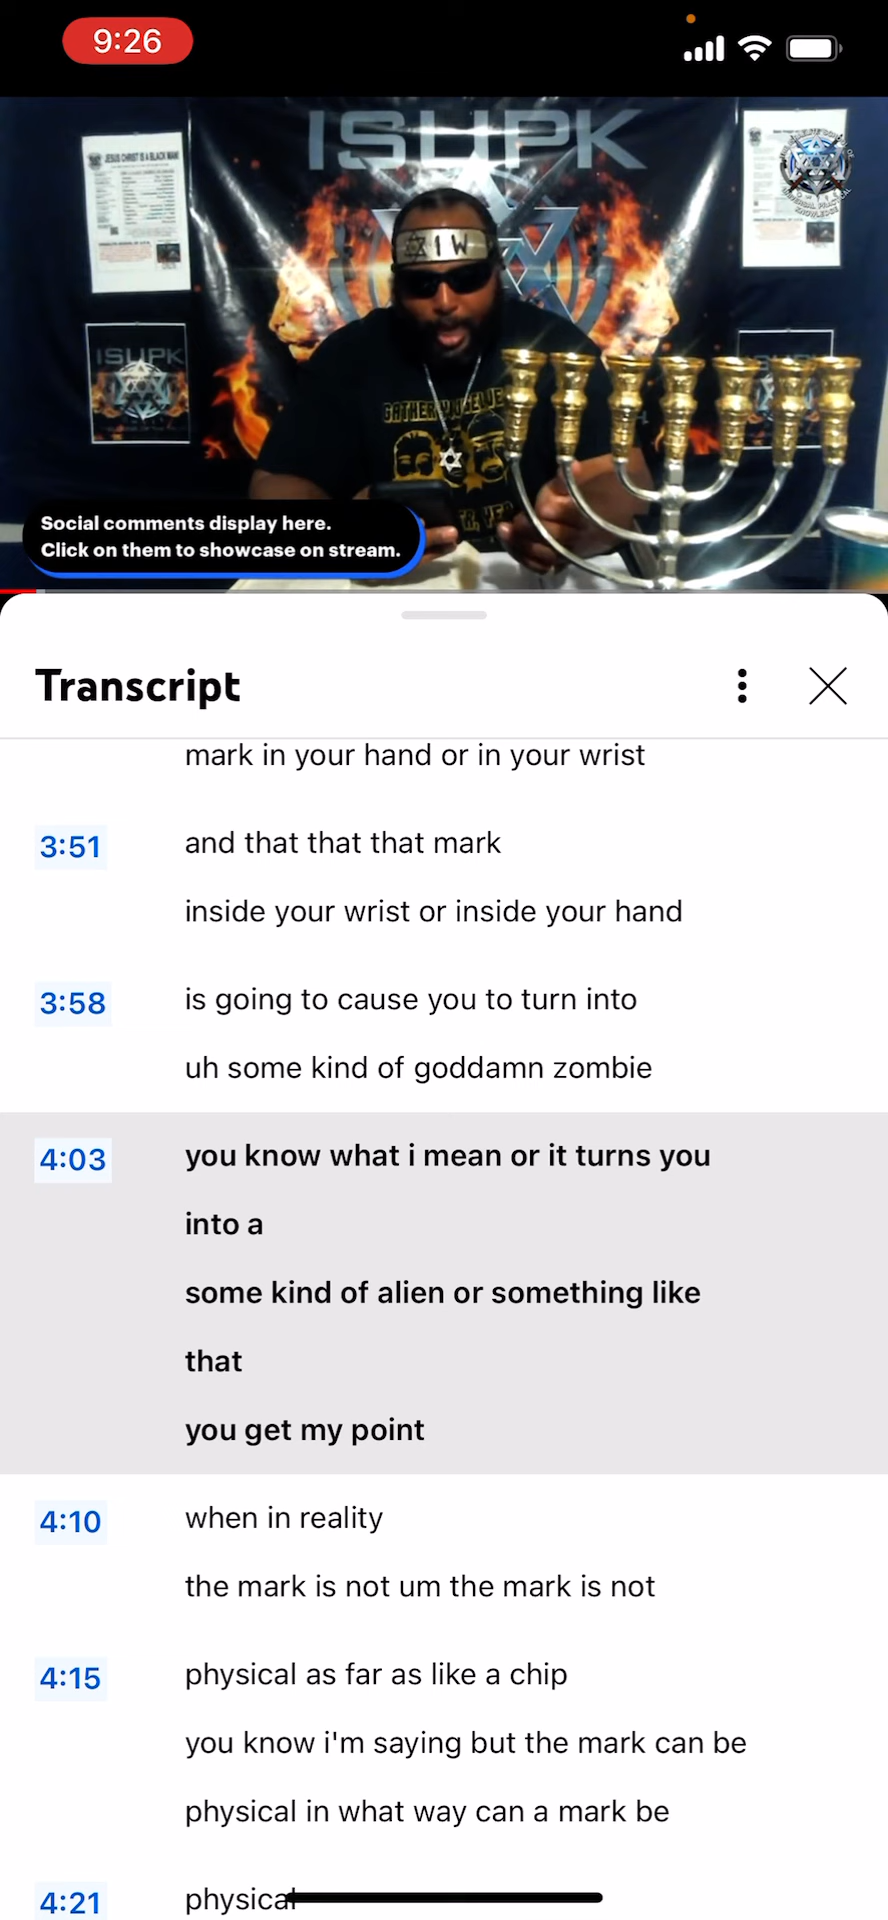 9:26
ISUPK
JESUS CHRIST IS A BLACK MAN
I W
ISUPK
GATHER
Social comments display here.
Click on them to showcase on stream.
Transcript
mark in your hand or in your wrist
3:51
and that that that mark
inside your wrist or inside your hand
3:58
is going to cause you to turn into
uh some kind of goddamn zombie
4:03
you know what i mean or it turns you
into a
some kind of alien or something like
that
you get my point
4:10
when in reality
the mark is not um the mark is not
4:15
physical as far as like a chip
you know i'm saying but the mark can be
physical in what way can a mark be
4:21
physical